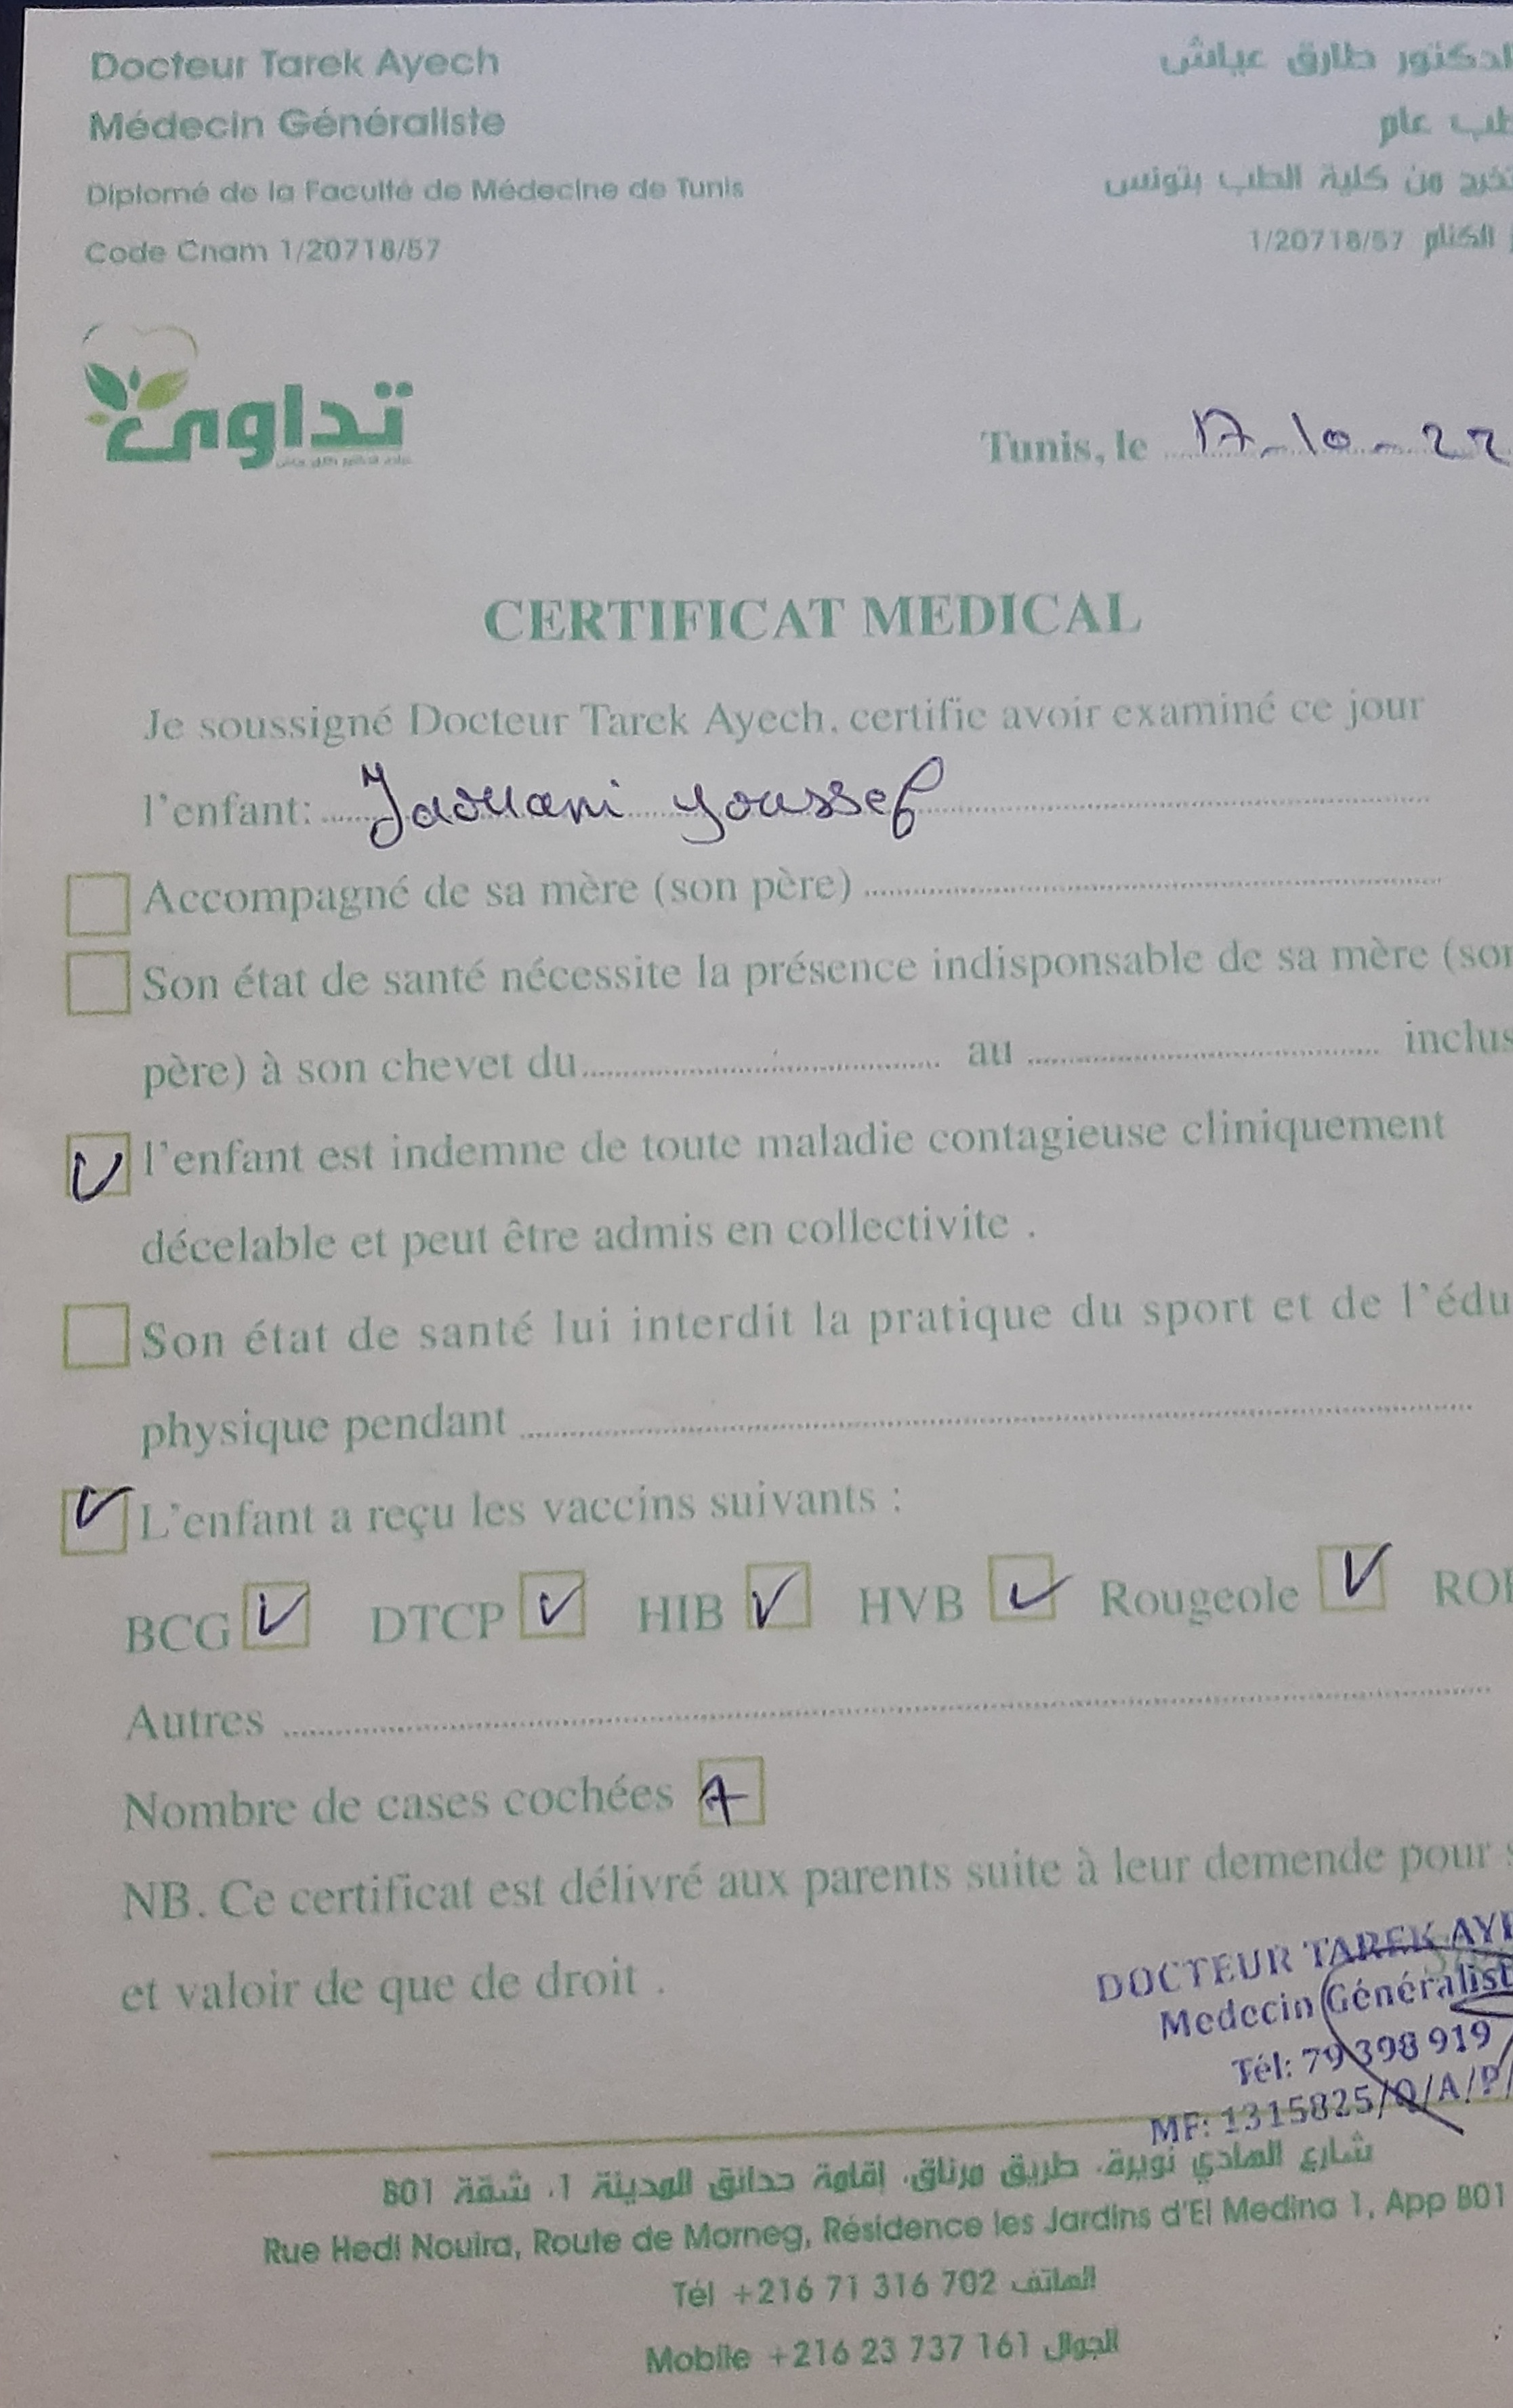 Docteur Tarek Ayech
الدكتور طارق عياش
Médecin Généraliste
طب عام
Diplomé de la Faculté de Médecine de Tunis
تخرج من كلية الطب بتونس
Code Cnam 1/20718/57
الكنام 1/20718/57
تداوى
Tunis, le 17-10-22
CERTIFICAT MEDICAL
Je soussigné Docteur Tarek Ayech, certifie avoir examiné ce jour
l'enfant: Jaouani Youssef
Accompagné de sa mère (son père)
Son état de santé nécessite la présence indisponsable de sa mère (son
père) à son chevet du au inclus
l'enfant est indemne de toute maladie contagieuse cliniquement
décelable et peut être admis en collectivite .
Son état de santé lui interdit la pratique du sport et de l'édu
physique pendant
L'enfant a reçu les vaccins suivants :
BCG DTCP HIB HVB Rougeole ROR
Autres
Nombre de cases cochées 7
NB. Ce certificat est délivré aux parents suite à leur demende pour s
et valoir de que de droit .
DOCTEUR TAREK AYE
Medecin Généralist
Tél: 79 398 919
MF: 1315825/Q/A/P/
شارع الهادي نويرة، طريق مرناق، إقامة حدائق المدينة 1، شقة B01
Rue Hedi Nouira, Route de Morneg, Résidence les Jardins d'El Medina 1, App B01
Tél +216 71 316 702 الهاتف
Mobile +216 23 737 161 الجوال